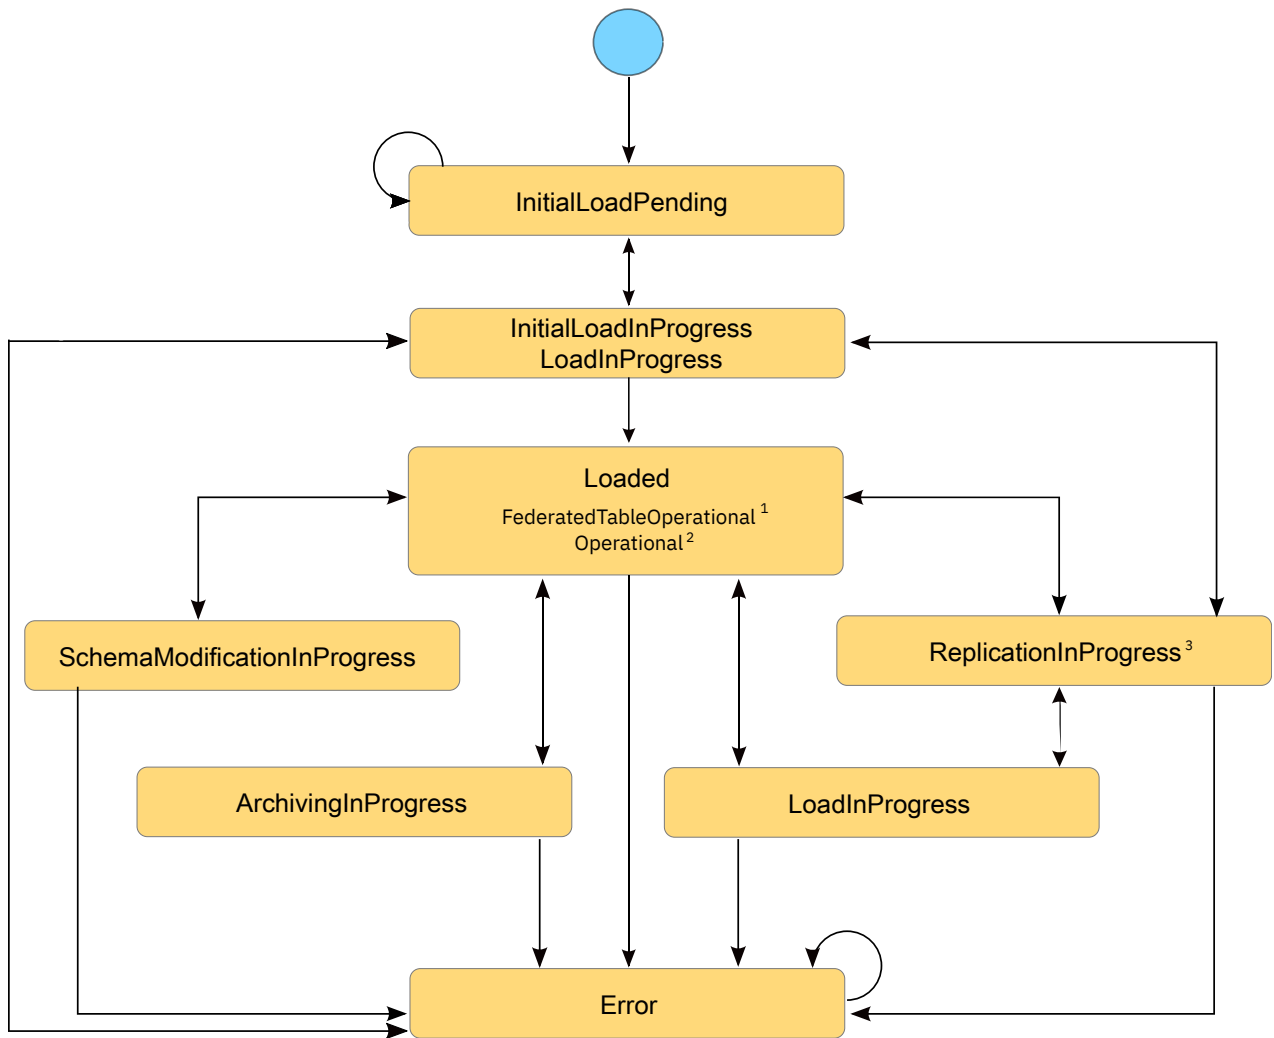 InitialLoadPending
InitialLoadInProgress
LoadInProgress
Loaded
FederatedTableOperational 1
Operational 2
SchemaModificationInProgress
ReplicationInProgress 3
ArchivingInProgress
LoadInProgress
Error